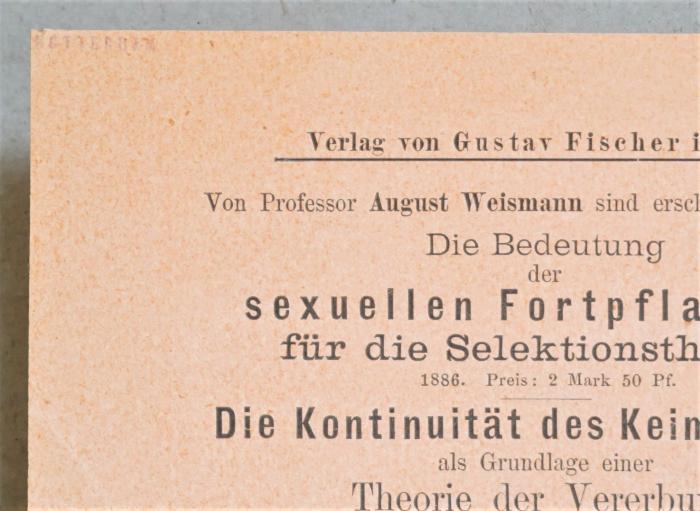 Verlag von Gustav Fischer i
Von Professor August Weismann sind ersch
Die Bedeutung
der
sexuellen Fortpfla
für die Selektionsth
1886. Preis: 2 Mark 50 Pf.
Die Kontinuität des Keim
als Grundlage einer
Theorie der Vererbu